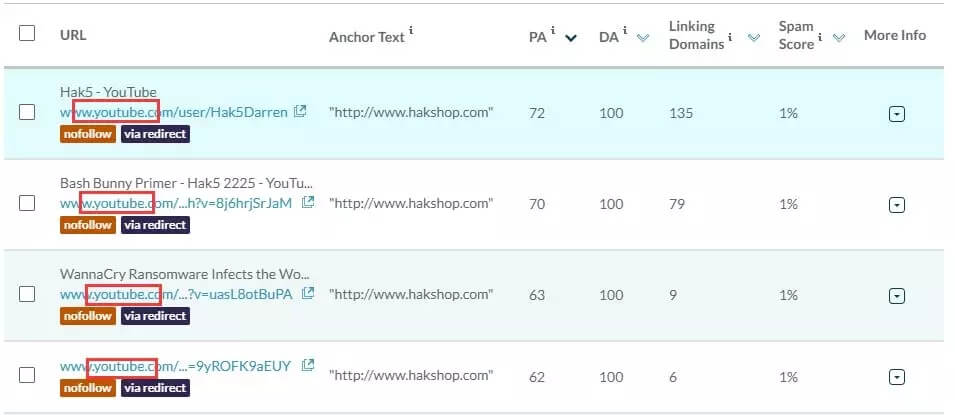 URL Anchor Text i PA i DA i Linking Domains i Spam Score i More Info
Hak5 - YouTube
www.youtube.com/user/Hak5Darren "http://www.hakshop.com" 72 100 135 1%
nofollow via redirect
Bash Bunny Primer - Hak5 2225 - YouTu...
www.youtube.com/...h?v=8j6hrjSrJaM "http://www.hakshop.com" 70 100 79 1%
nofollow via redirect
WannaCry Ransomware Infects the Wo...
www.youtube.com/...?v=uasL8otBuPA "http://www.hakshop.com" 63 100 9 1%
nofollow via redirect
www.youtube.com/...=9yROFK9aEUY "http://www.hakshop.com" 62 100 6 1%
nofollow via redirect